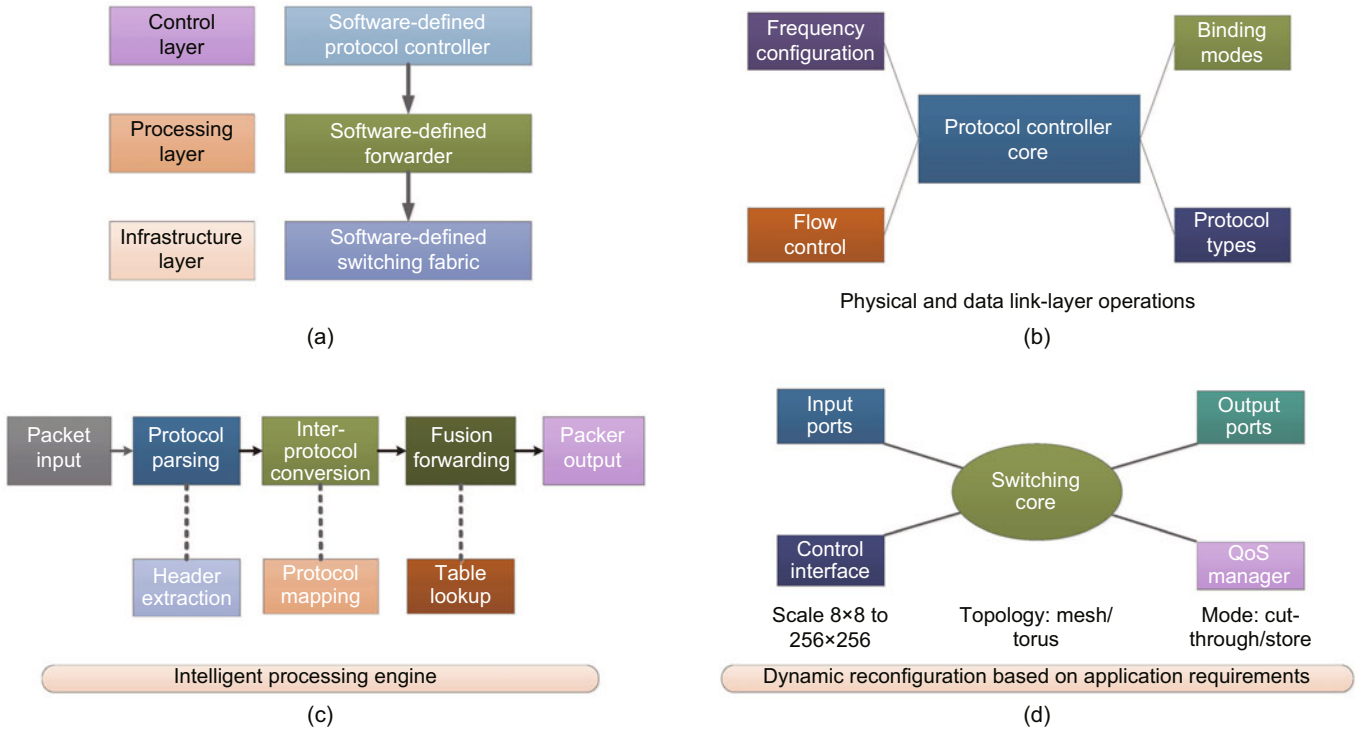 Control
layer
Software-defined
protocol controller
Processing
layer
Software-defined
forwarder
Infrastructure
layer
Software-defined
switching fabric
(a)
Frequency
configuration
Binding
modes
Protocol controller
core
Flow
control
Protocol
types
Physical and data link-layer operations
(b)
Packet
input
Protocol
parsing
Inter-
protocol
conversion
Fusion
forwarding
Packer
output
Header
extraction
Protocol
mapping
Table
lookup
Intelligent processing engine
(c)
Input
ports
Output
ports
Switching
core
Control
interface
QoS
manager
Scale 8×8 to
256×256
Topology: mesh/
torus
Mode: cut-
through/store
Dynamic reconfiguration based on application requirements
(d)